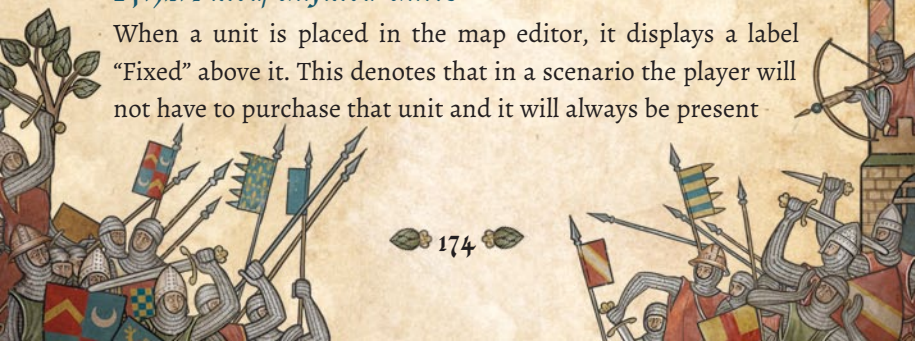 When a unit is placed in the map editor, it displays a label
“Fixed” above it. This denotes that in a scenario the player will
not have to purchase that unit and it will always be present
174